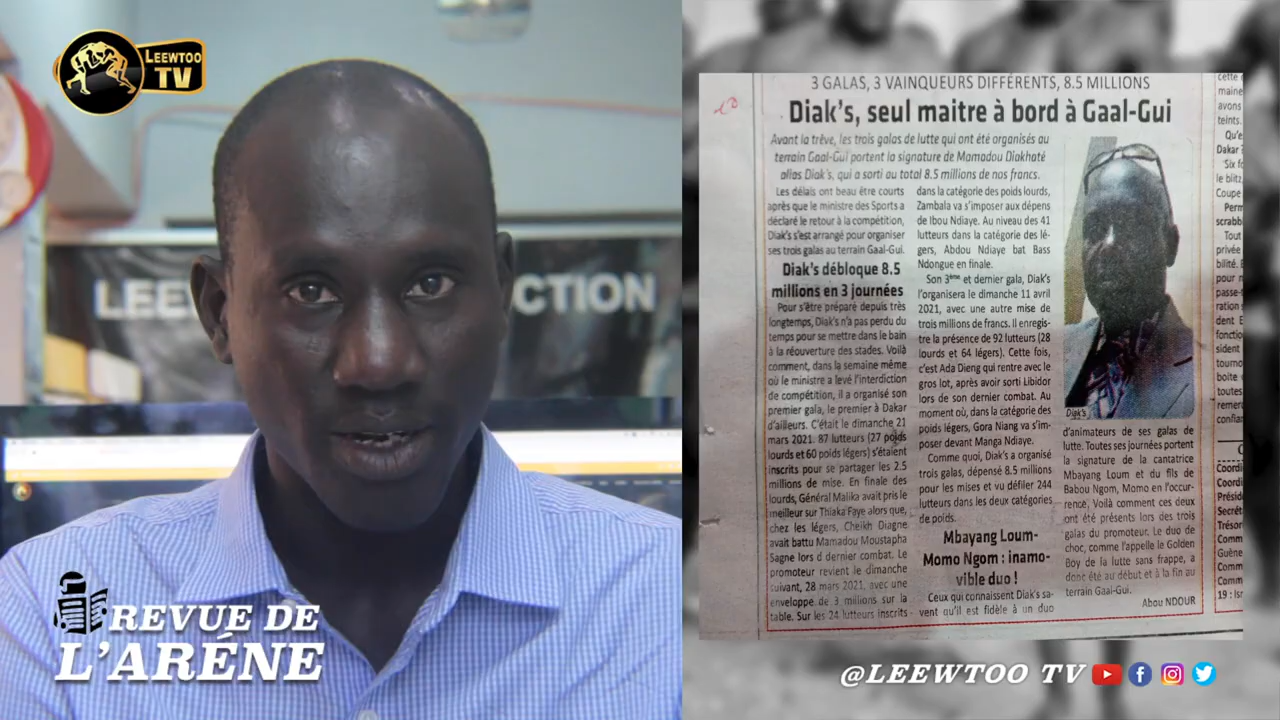 LEEWTOO
TV
LEE
CTION
REVUE DE
L'ARÉNE
3 GALAS, 3 VAINQUEURS DIFFÉRENTS, 8.5 MILLIONS
Diak's, seul maitre à bord à Gaal-Gui
Avant la trêve, les trois galas de lutte qui ont été organisés au
terrain Gaal-Gui portent la signature de Mamadou Diakhaté
alias Diak's, qui a sorti au total 8.5 millions de nos francs.
Les délais ont beau être courts
après que le ministre des Sports a
déclaré le retour à la compétition,
Diak's s'est arrangé pour organiser
ses trois galas au terrain Gaal-Gui.
Diak's débloque 8.5
millions en 3 journées
Pour s'être préparé depuis très
longtemps, Diak's n'a pas perdu du
temps pour se mettre dans le bain
à la réouverture des stades. Voilà
comment, dans la semaine même
où le ministre a levé l'interdiction
de compétition, il a organisé son
premier gala, le premier à Dakar
d'ailleurs. C'était le dimanche 21
mars 2021. 87 lutteurs (27 poids
lourds et 60 poids légers) s'étaient
inscrits pour se partager les 2.5
millions de mise. En finale des
lourds, Général Malika avait pris le
meilleur sur Thiaka Faye alors que,
chez les légers, Cheikh Diagne
avait battu Mamadou Moustapha
Sagne lors d dernier combat. Le
promoteur revient le dimanche
suivant, 28 mars 2021, avec une
enveloppe de 3 millions sur la
table. Sur les 24 lutteurs inscrits
dans la catégorie des poids lourds,
Zambala va s'imposer aux dépens
de Ibou Ndiaye. Au niveau des 41
lutteurs dans la catégorie des lé-
gers, Abdou Ndiaye bat Bass
Ndongue en finale.
Son 3ème et dernier gala, Diak's
l'organisera le dimanche 11 avril
2021, avec une autre mise de
trois millions de francs. Il enregis-
tre la présence de 92 lutteurs (28
lourds et 64 légers). Cette fois,
c'est Ada Dieng qui rentre avec le
gros lot, après avoir sorti Libidor
lors de son dernier combat. Au
moment où, dans la catégorie des
poids légers, Gora Niang va s'im-
poser devant Manga Ndiaye.
Comme quoi, Diak's a organisé
trois galas, dépensé 8.5 millions
pour les mises et vu défiler 244
lutteurs dans les deux catégories
de poids.
Mbayang Loum-
Momo Ngom : inamo-
vible duo !
Ceux qui connaissent Diak's sa-
vent qu'il est fidèle à un duo
Diak's
d'animateurs de ses galas de
lutte. Toutes ses journées portent
la signature de la cantatrice
Mbayang Loum et du fils de
Babou Ngom, Momo en l'occur-
rence. Voilà comment ces deux
ont été présents lors des trois
galas du promoteur. Le duo de
choc, comme l'appelle le Golden
Boy de la lutte sans frappe, a
donc été au début et à la fin au
terrain Gaal-Gui.
Abou NDOUR
@LEEWTOO TV